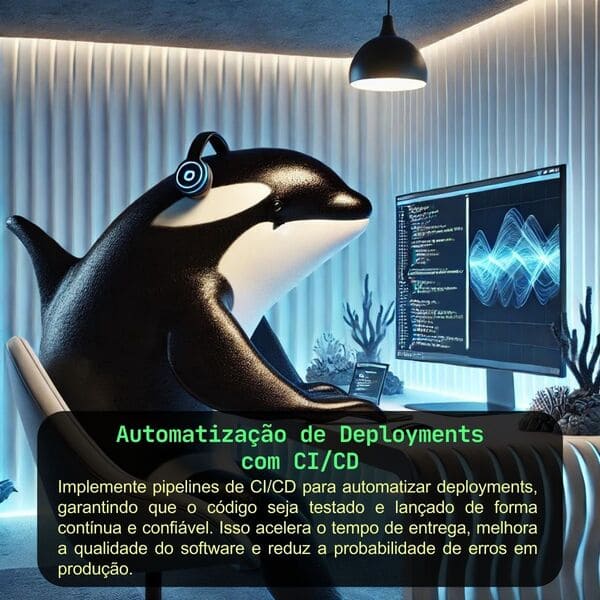 Automatização de Deployments
com CI/CD
Implemente pipelines de CI/CD para automatizar deployments,
garantindo que o código seja testado e lançado de forma
contínua e confiável. Isso acelera o tempo de entrega, melhora
a qualidade do software e reduz a probabilidade de erros em
produção.